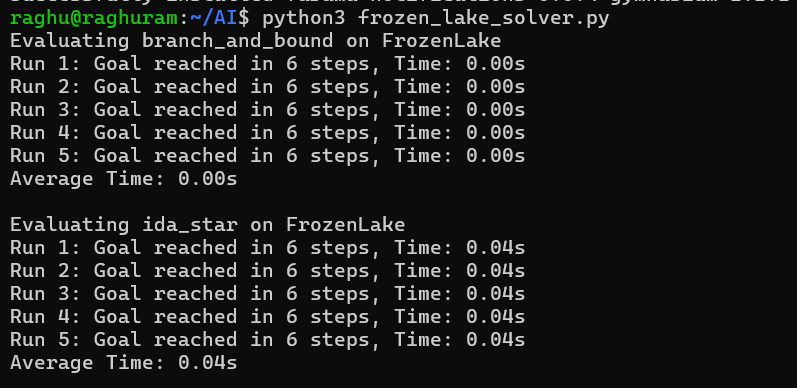 raghu@raghuram:~/AI$ python3 frozen_lake_solver.py
Evaluating branch_and_bound on FrozenLake
Run 1: Goal reached in 6 steps, Time: 0.00s
Run 2: Goal reached in 6 steps, Time: 0.00s
Run 3: Goal reached in 6 steps, Time: 0.00s
Run 4: Goal reached in 6 steps, Time: 0.00s
Run 5: Goal reached in 6 steps, Time: 0.00s
Average Time: 0.00s
Evaluating ida_star on FrozenLake
Run 1: Goal reached in 6 steps, Time: 0.04s
Run 2: Goal reached in 6 steps, Time: 0.04s
Run 3: Goal reached in 6 steps, Time: 0.04s
Run 4: Goal reached in 6 steps, Time: 0.04s
Run 5: Goal reached in 6 steps, Time: 0.04s
Average Time: 0.04s